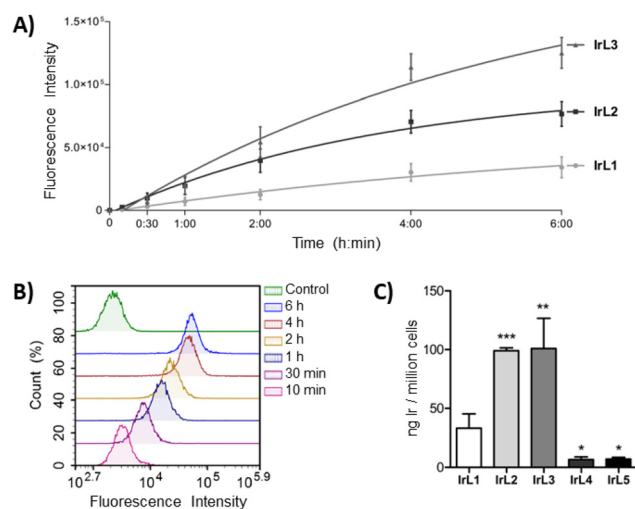 A)
Fluorescence Intensity
1.5×10⁵
1.0×10⁵
5.0×10⁴
0
0 0:30 1:00 2:00 4:00 6:00
Time (h:min)
IrL3
IrL2
IrL1
B)
Count (%)
100
80
60
40
20
0
10^2.7 10^4 10^5 10^5.9
Fluorescence Intensity
Control
6 h
4 h
2 h
1 h
30 min
10 min
C)
ng Ir / million cells
150
100
50
0
***
**
*
*
IrL1 IrL2 IrL3 IrL4 IrL5